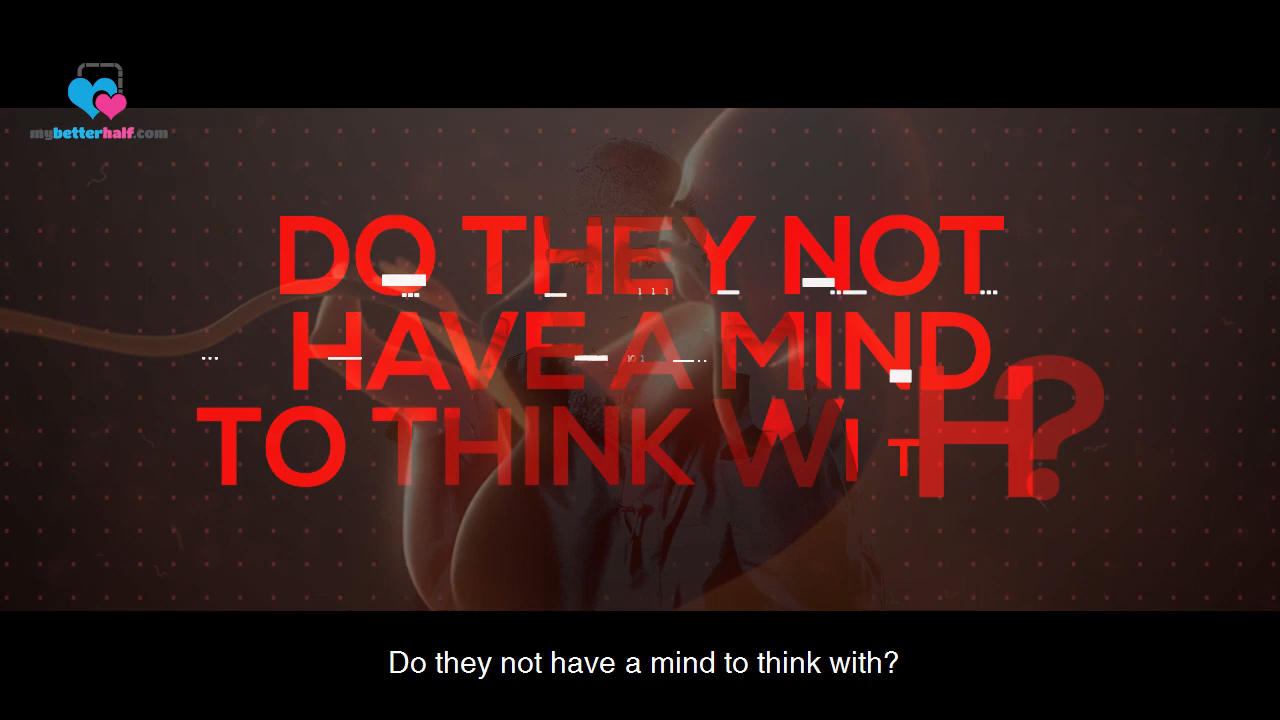 mybetterhalf.com
DO THEY NOT
HAVE A MIND
TO THINK WITH?
Do they not have a mind to think with?